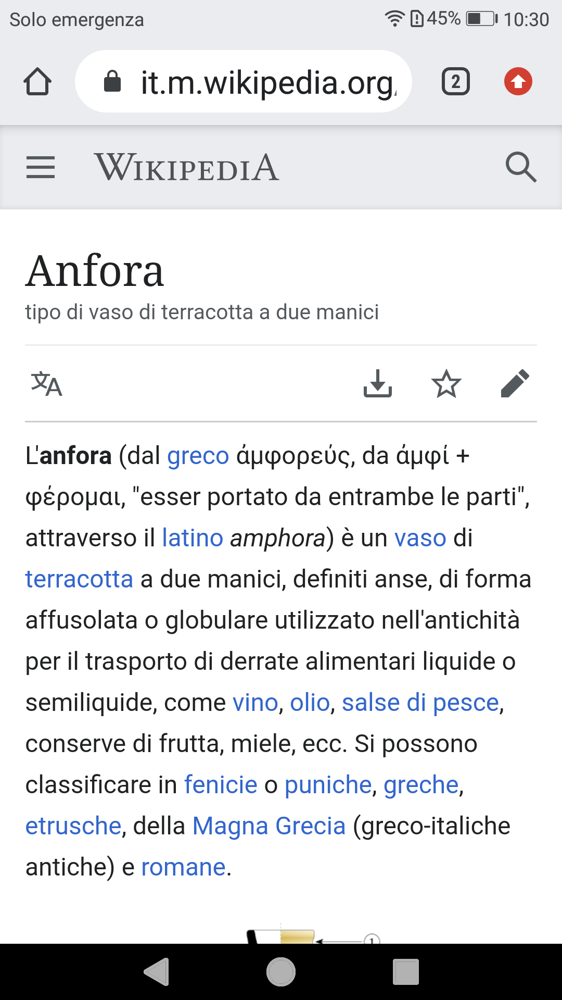 Solo emergenza 45% 10:30
it.m.wikipedia.org/ 2
WIKIPEDIA
Anfora
tipo di vaso di terracotta a due manici
文A
L'anfora (dal greco ἀμφορεύς, da ἀμφί +
φέρομαι, "esser portato da entrambe le parti",
attraverso il latino amphora) è un vaso di
terracotta a due manici, definiti anse, di forma
affusolata o globulare utilizzato nell'antichità
per il trasporto di derrate alimentari liquide o
semiliquide, come vino, olio, salse di pesce,
conserve di frutta, miele, ecc. Si possono
classificare in fenicie o puniche, greche,
etrusche, della Magna Grecia (greco-italiche
antiche) e romane.
1